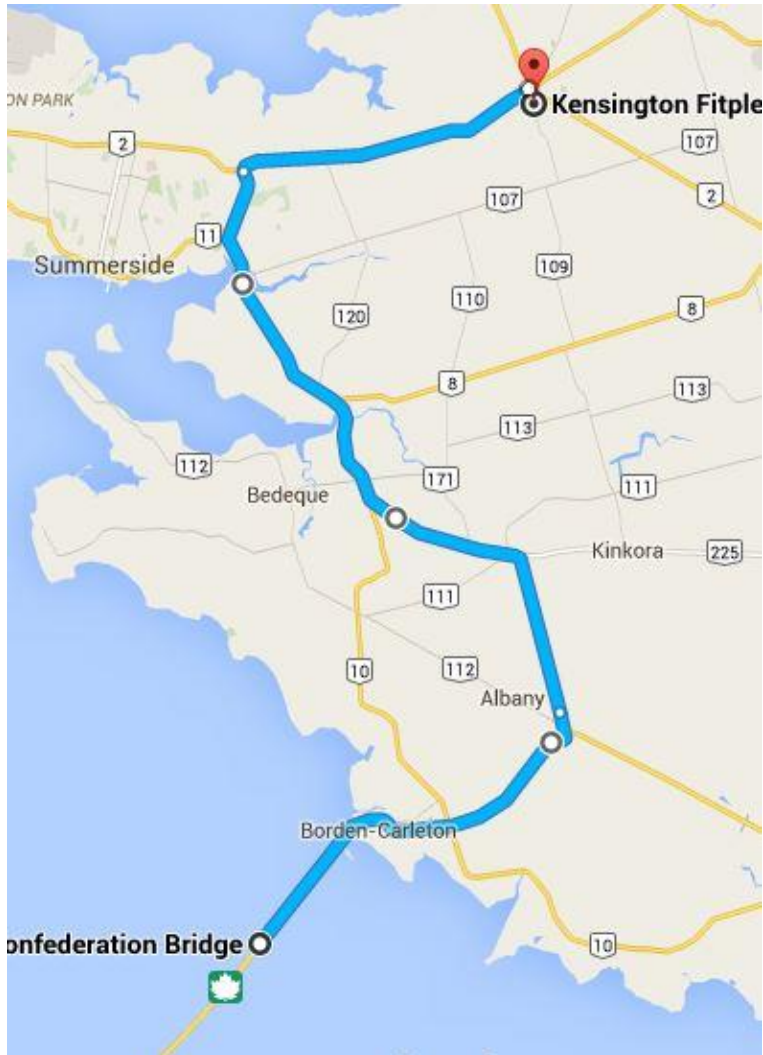 ON PARK
Kensington Fitple
2
107
2
11
107
Summerside
109
110
120
8
8
113
113
112
171
111
Bedeque
Kinkora
225
111
10
112
Albany
Borden-Carleton
onfederation Bridge
10